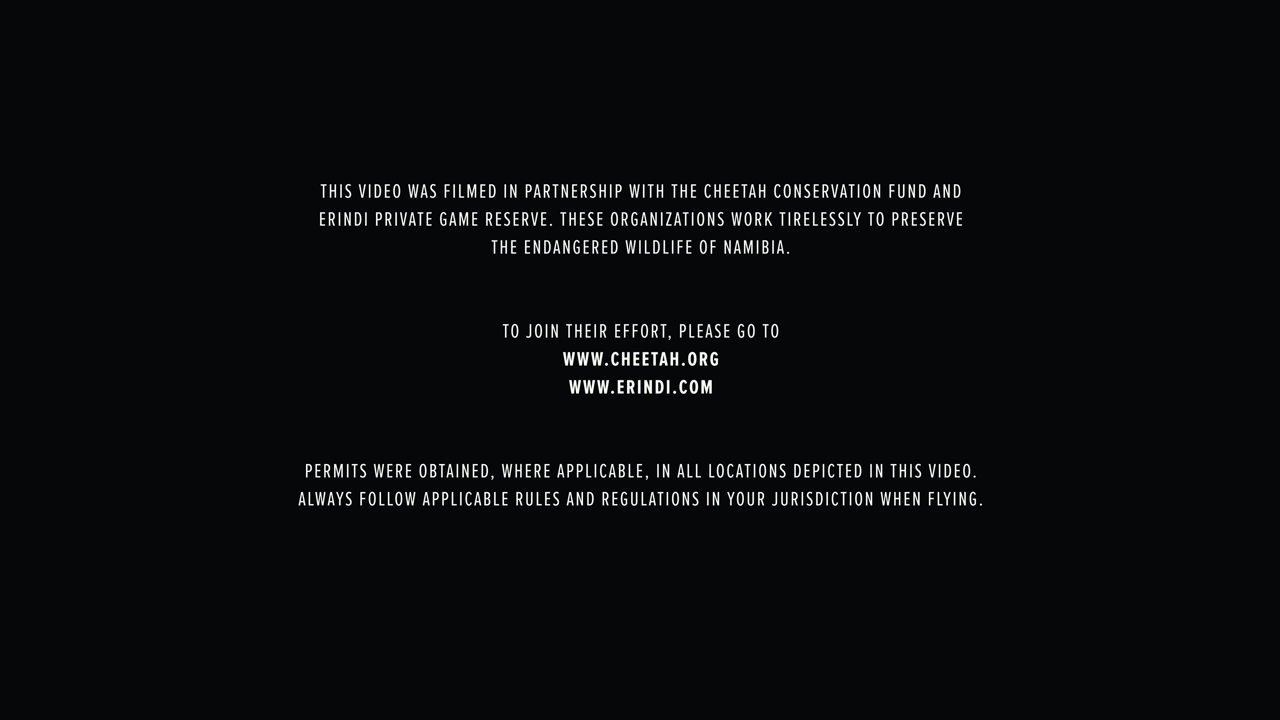 THIS VIDEO WAS FILMED IN PARTNERSHIP WITH THE CHEETAH CONSERVATION FUND AND
ERINDI PRIVATE GAME RESERVE. THESE ORGANIZATIONS WORK TIRELESSLY TO PRESERVE
THE ENDANGERED WILDLIFE OF NAMIBIA.
TO JOIN THEIR EFFORT, PLEASE GO TO
WWW.CHEETAH.ORG
WWW.ERINDI.COM
PERMITS WERE OBTAINED, WHERE APPLICABLE, IN ALL LOCATIONS DEPICTED IN THIS VIDEO.
ALWAYS FOLLOW APPLICABLE RULES AND REGULATIONS IN YOUR JURISDICTION WHEN FLYING.